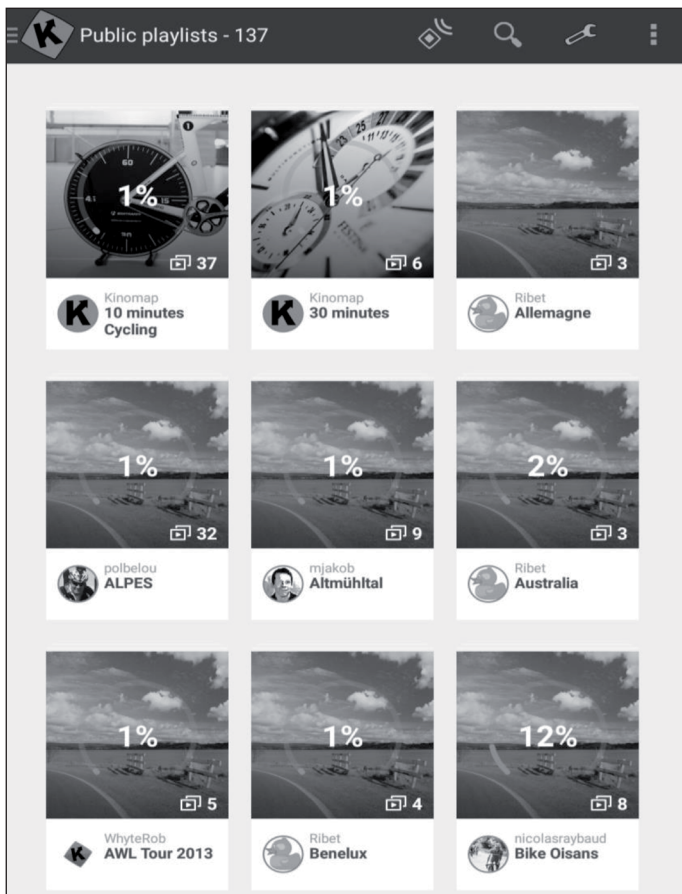 Public playlists - 137
1%
37
Kinomap
10 minutes
Cycling
1%
6
Kinomap
30 minutes
3
Ribet
Allemagne
1%
32
polbelou
ALPES
1%
9
mjakob
Altmühltal
2%
3
Ribet
Australia
1%
5
WhyteRob
AWL Tour 2013
1%
4
Ribet
Benelux
12%
8
nicolasraybaud
Bike Oisans